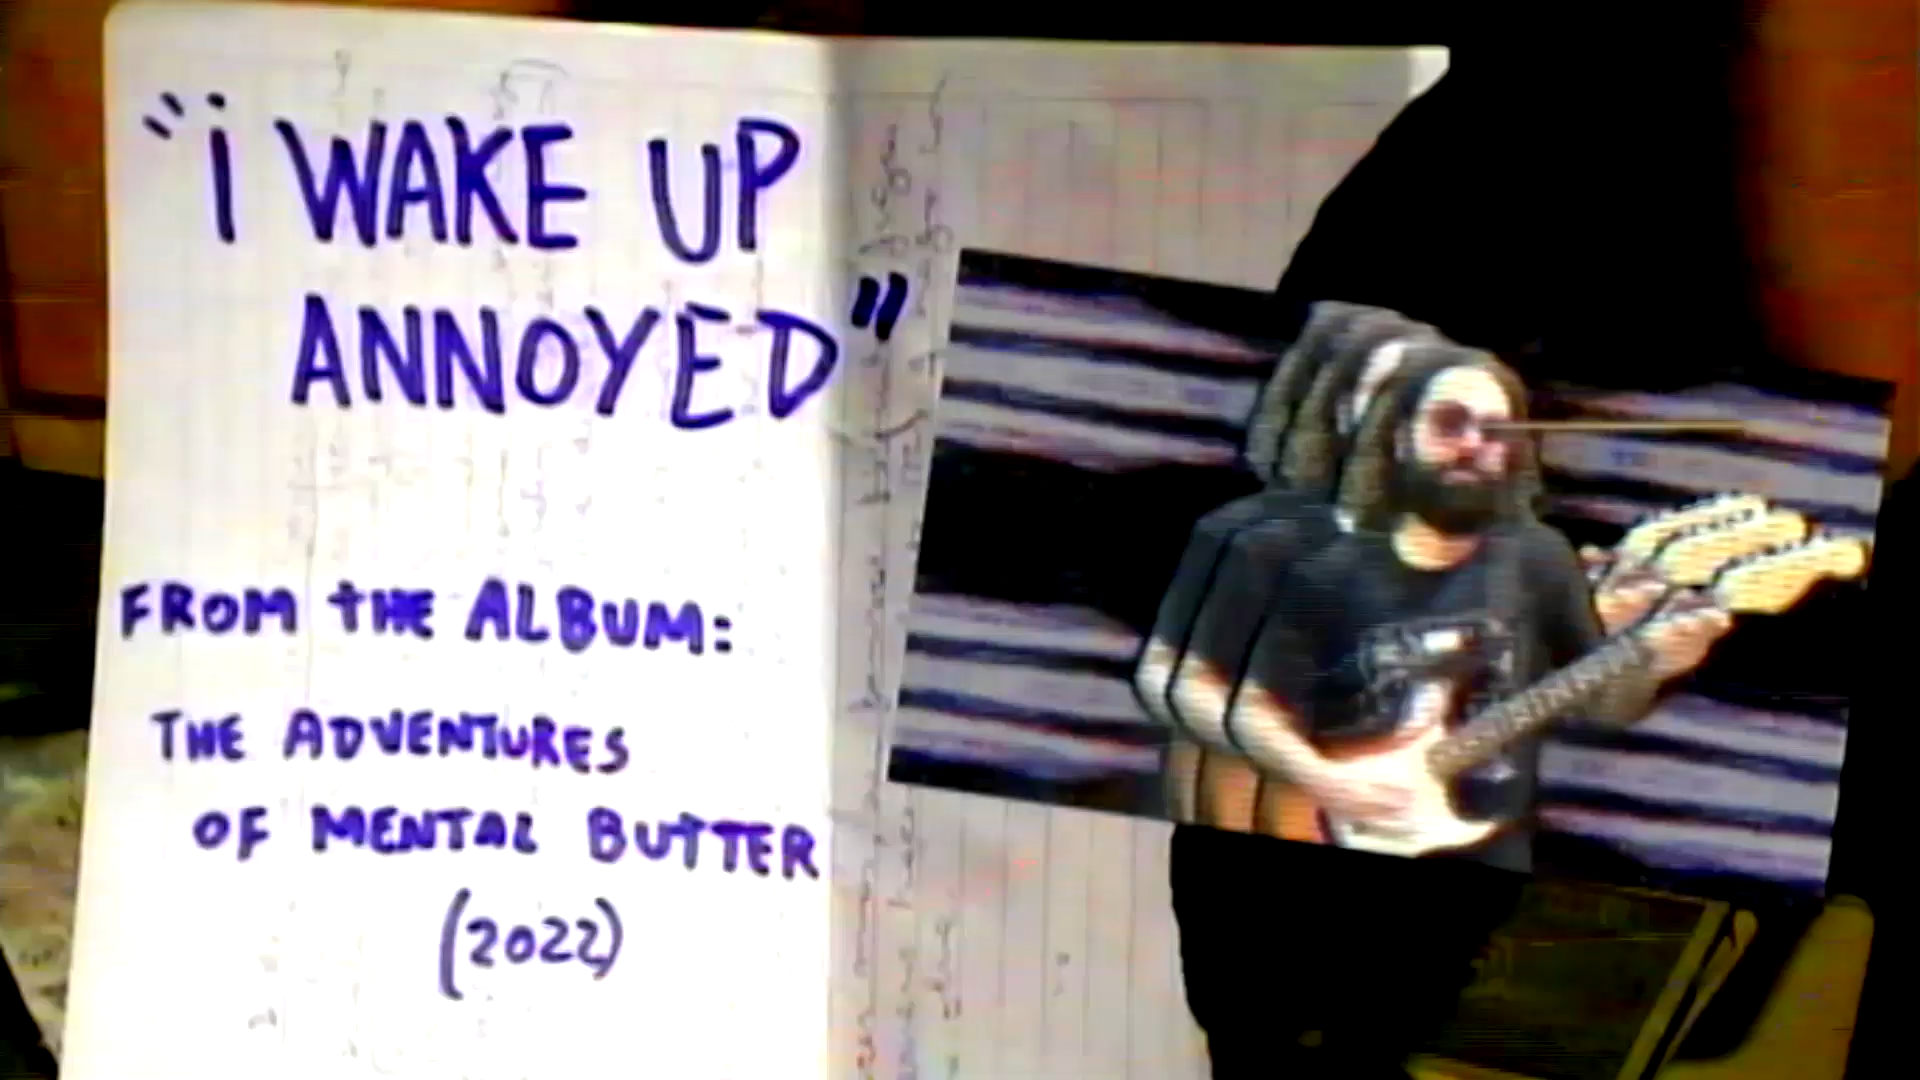 "i WAKE UP
ANNOYED"
FROM THE ALBUM:
THE ADVENTURES
OF MENTAL BUTTER
(2022)